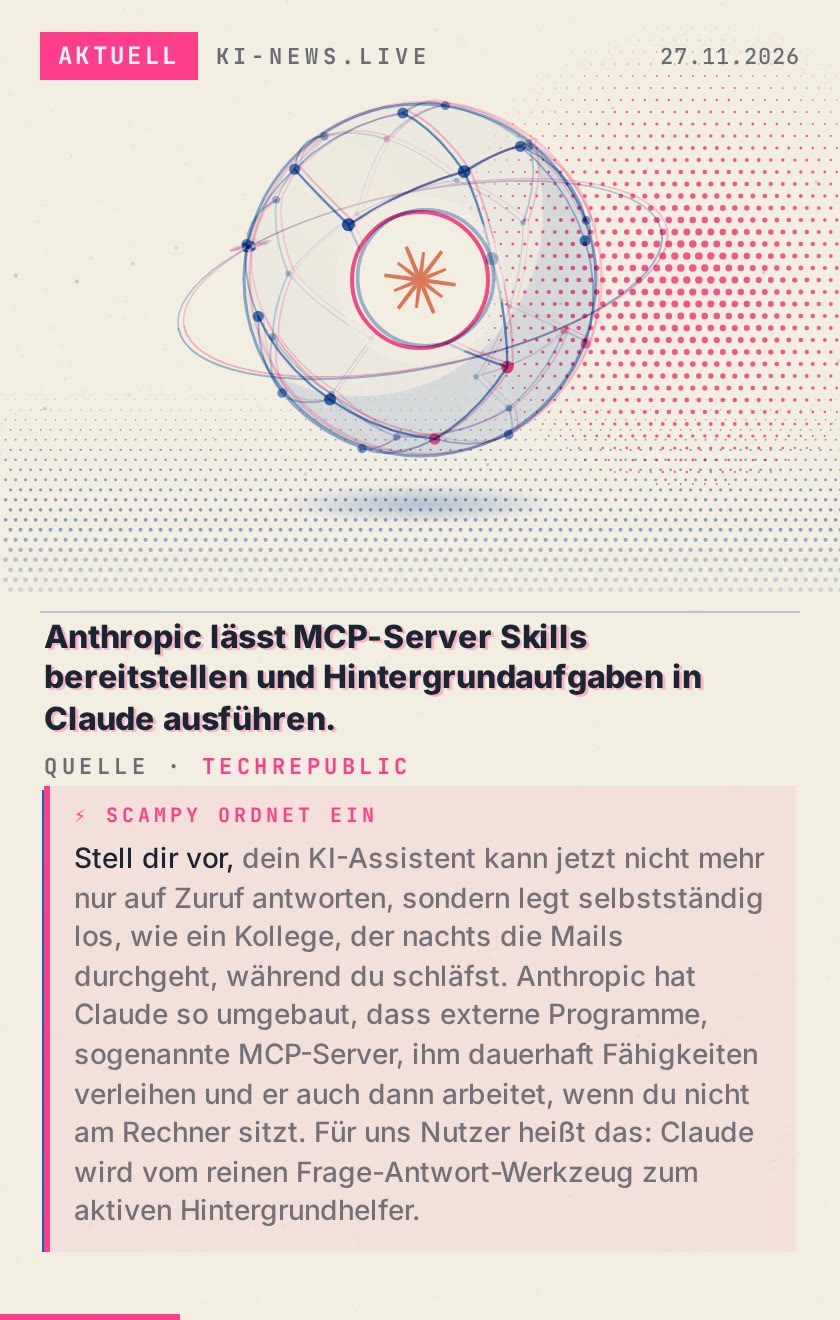 AKTUELL KI-NEWS.LIVE 27.11.2026
Anthropic lässt MCP-Server Skills
bereitstellen und Hintergrundaufgaben in
Claude ausführen.
QUELLE · TECHREPUBLIC
⚡ SCAMPY ORDNET EIN
Stell dir vor, dein KI-Assistent kann jetzt nicht mehr
nur auf Zuruf antworten, sondern legt selbstständig
los, wie ein Kollege, der nachts die Mails
durchgeht, während du schläfst. Anthropic hat
Claude so umgebaut, dass externe Programme,
sogenannte MCP-Server, ihm dauerhaft Fähigkeiten
verleihen und er auch dann arbeitet, wenn du nicht
am Rechner sitzt. Für uns Nutzer heißt das: Claude
wird vom reinen Frage-Antwort-Werkzeug zum
aktiven Hintergrundhelfer.